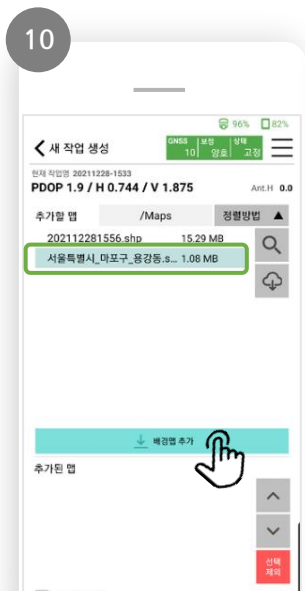 10
96% 82%
새 작업 생성
GNSS 10 보정 양호 상태 고정
현재 작업명 20211228-1533
PDOP 1.9 / H 0.744 / V 1.875 Ant.H 0.0
추가할 맵 /Maps 정렬방법 ▲
202112281556.shp 15.29 MB
서울특별시_마포구_용강동.s... 1.08 MB
배경맵 추가
추가된 맵
선택
제외